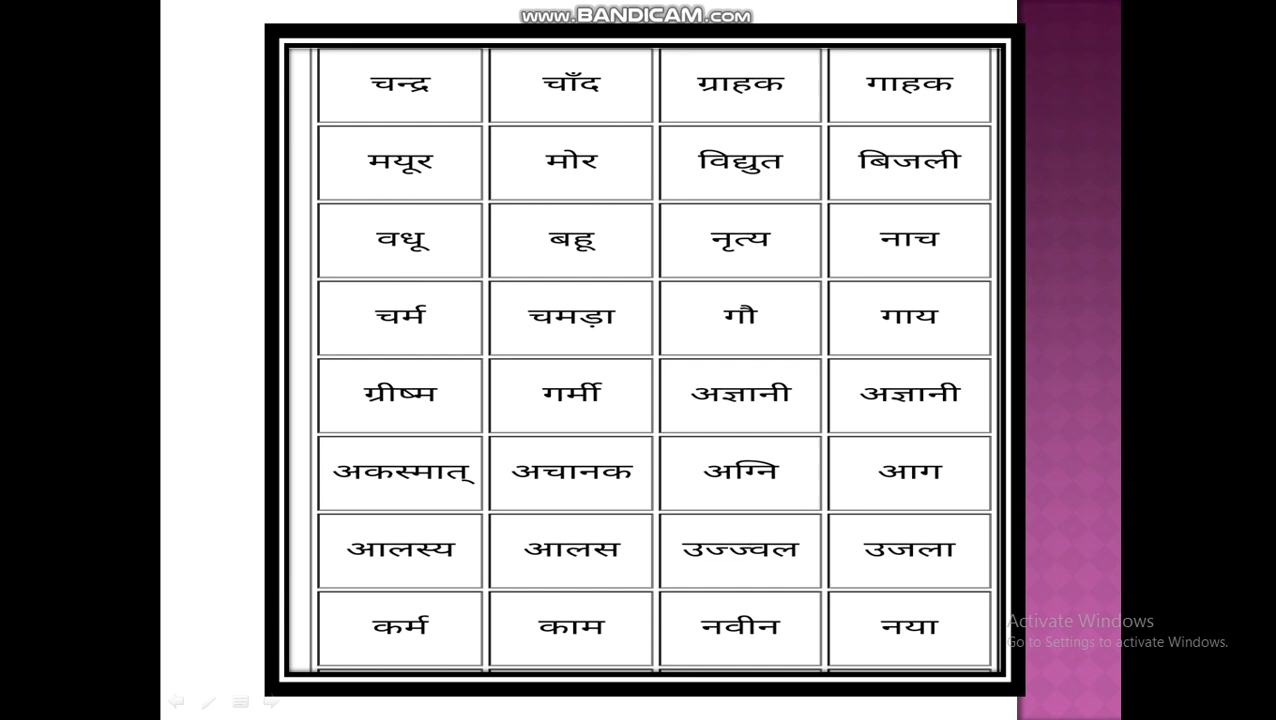 www.BANDICAM.com
चन्द्र चाँद ग्राहक गाहक
मयूर मोर विद्युत बिजली
वधू बहू नृत्य नाच
चर्म चमड़ा गौ गाय
ग्रीष्म गर्मी अज्ञानी अज्ञानी
अकस्मात् अचानक अग्नि आग
आलस्य आलस उज्ज्वल उजला
कर्म काम नवीन नया
Activate Windows
Go to Settings to activate Windows.